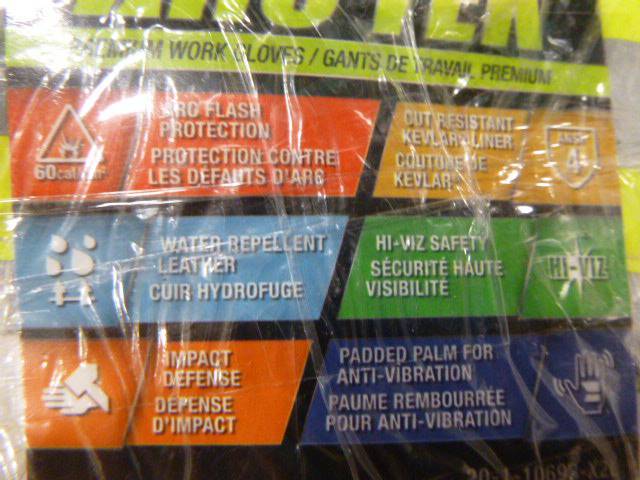 PREMIUM WORK GLOVES / GANTS DE TRAVAIL PREMIUM
ARC FLASH
PROTECTION
PROTECTION CONTRE
LES DÉFAUTS D'ARC
CUT RESISTANT
KEVLAR LINER
COUTURE DE
KEVLAR
ANSI
4
WATER REPELLENT
LEATHER
CUIR HYDROFUGE
HI-VIZ SAFETY
SÉCURITÉ HAUTE
VISIBILITÉ
HI-VIZ
IMPACT
DEFENSE
DÉFENSE
D'IMPACT
PADDED PALM FOR
ANTI-VIBRATION
PAUME REMBOURRÉE
POUR ANTI-VIBRATION